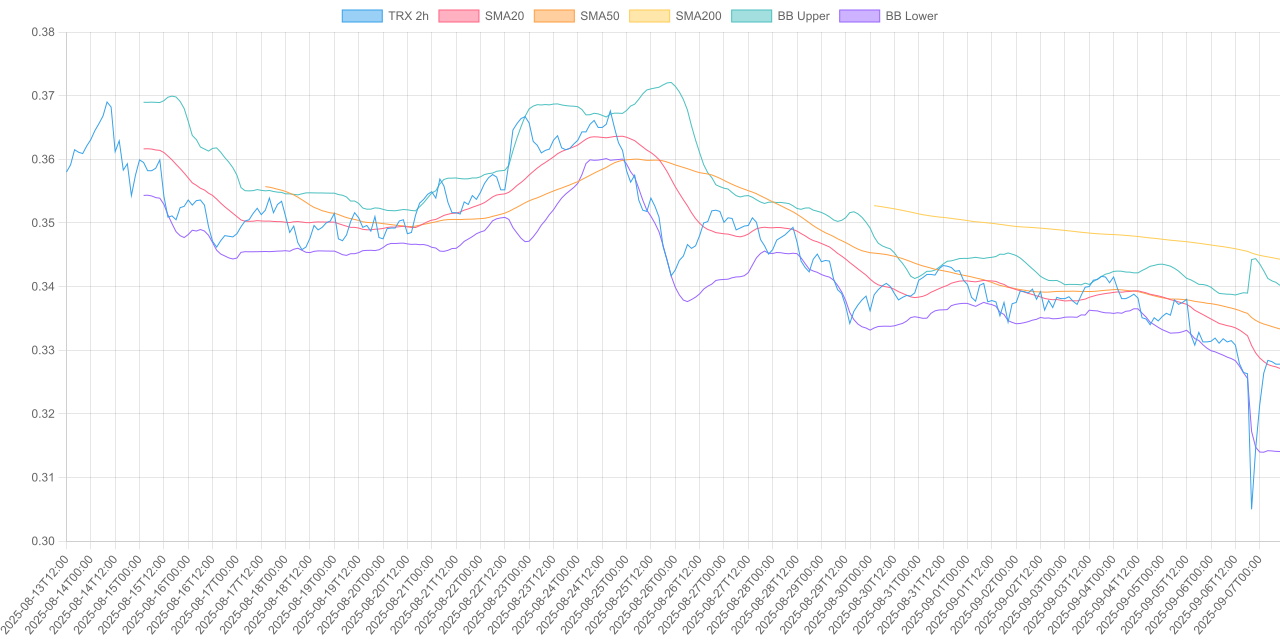 TRX 2h SMA20 SMA50 SMA200 BB Upper BB Lower
0.38
0.37
0.36
0.35
0.34
0.33
0.32
0.31
0.30
2025-08-13T12:00
2025-08-14T00:00
2025-08-14T12:00
2025-08-15T00:00
2025-08-15T12:00
2025-08-16T00:00
2025-08-16T12:00
2025-08-17T00:00
2025-08-17T12:00
2025-08-18T00:00
2025-08-18T12:00
2025-08-19T00:00
2025-08-19T12:00
2025-08-20T00:00
2025-08-20T12:00
2025-08-21T00:00
2025-08-21T12:00
2025-08-22T00:00
2025-08-22T12:00
2025-08-23T00:00
2025-08-23T12:00
2025-08-24T00:00
2025-08-24T12:00
2025-08-25T00:00
2025-08-25T12:00
2025-08-26T00:00
2025-08-26T12:00
2025-08-27T00:00
2025-08-27T12:00
2025-08-28T00:00
2025-08-28T12:00
2025-08-29T00:00
2025-08-29T12:00
2025-08-30T00:00
2025-08-30T12:00
2025-08-31T00:00
2025-08-31T12:00
2025-09-01T00:00
2025-09-01T12:00
2025-09-02T00:00
2025-09-02T12:00
2025-09-03T00:00
2025-09-03T12:00
2025-09-04T00:00
2025-09-04T12:00
2025-09-05T00:00
2025-09-05T12:00
2025-09-06T00:00
2025-09-06T12:00
2025-09-07T00:00